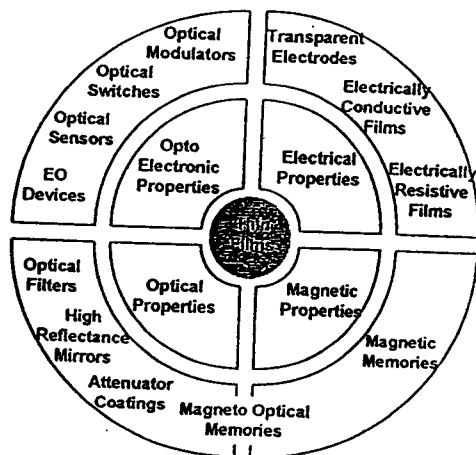 Optical
Modulators
Optical
Switches
Optical
Sensors
EO
Devices
Transparent
Electrodes
Electrically
Conductive
Films
Electrically
Resistive
Films
Opto
Electronic
Properties
Electrical
Properties
Films
Optical
Properties
Magnetic
Properties
Optical
Filters
High
Reflectance
Mirrors
Attenuator
Coatings
Magneto Optical
Memories
Magnetic
Memories